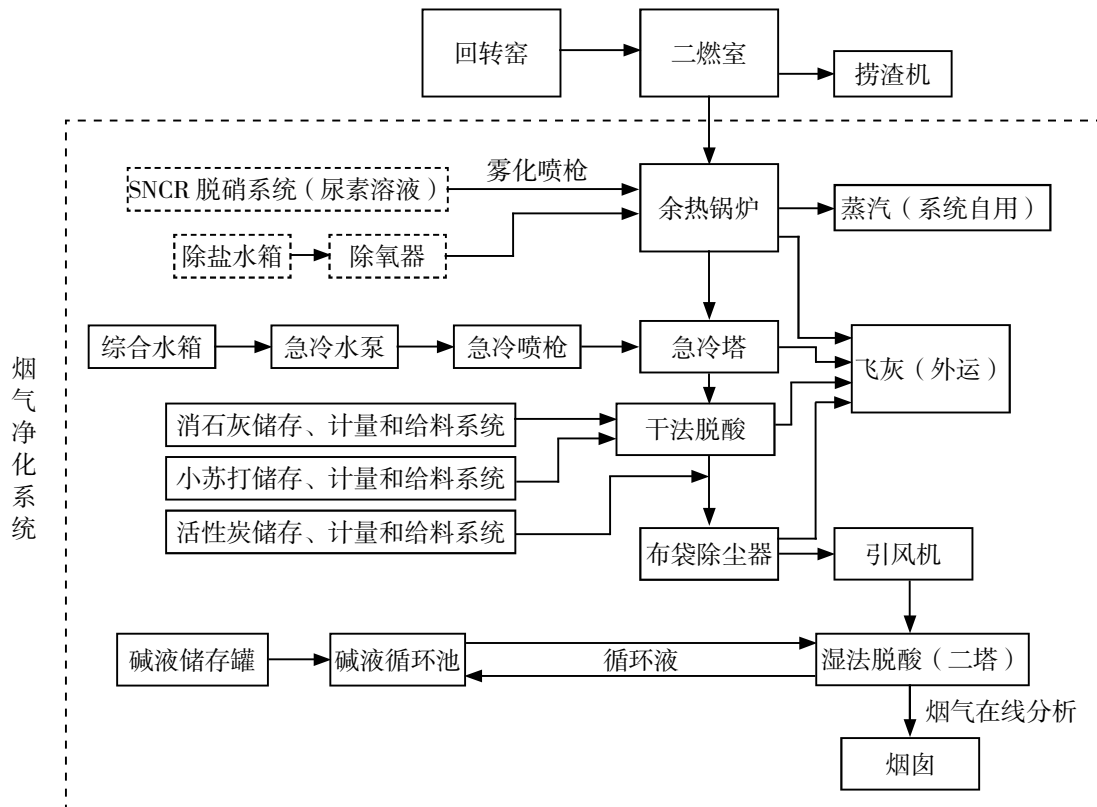 回转窑
二燃室
捞渣机
雾化喷枪
SNCR 脱硝系统（尿素溶液）
余热锅炉
蒸汽（系统自用）
除盐水箱
除氧器
综合水箱
急冷水泵
急冷喷枪
急冷塔
飞灰（外运）
烟气净化系统
消石灰储存、计量和给料系统
干法脱酸
小苏打储存、计量和给料系统
活性炭储存、计量和给料系统
布袋除尘器
引风机
碱液储存罐
碱液循环池
循环液
湿法脱酸（二塔）
烟气在线分析
烟囱